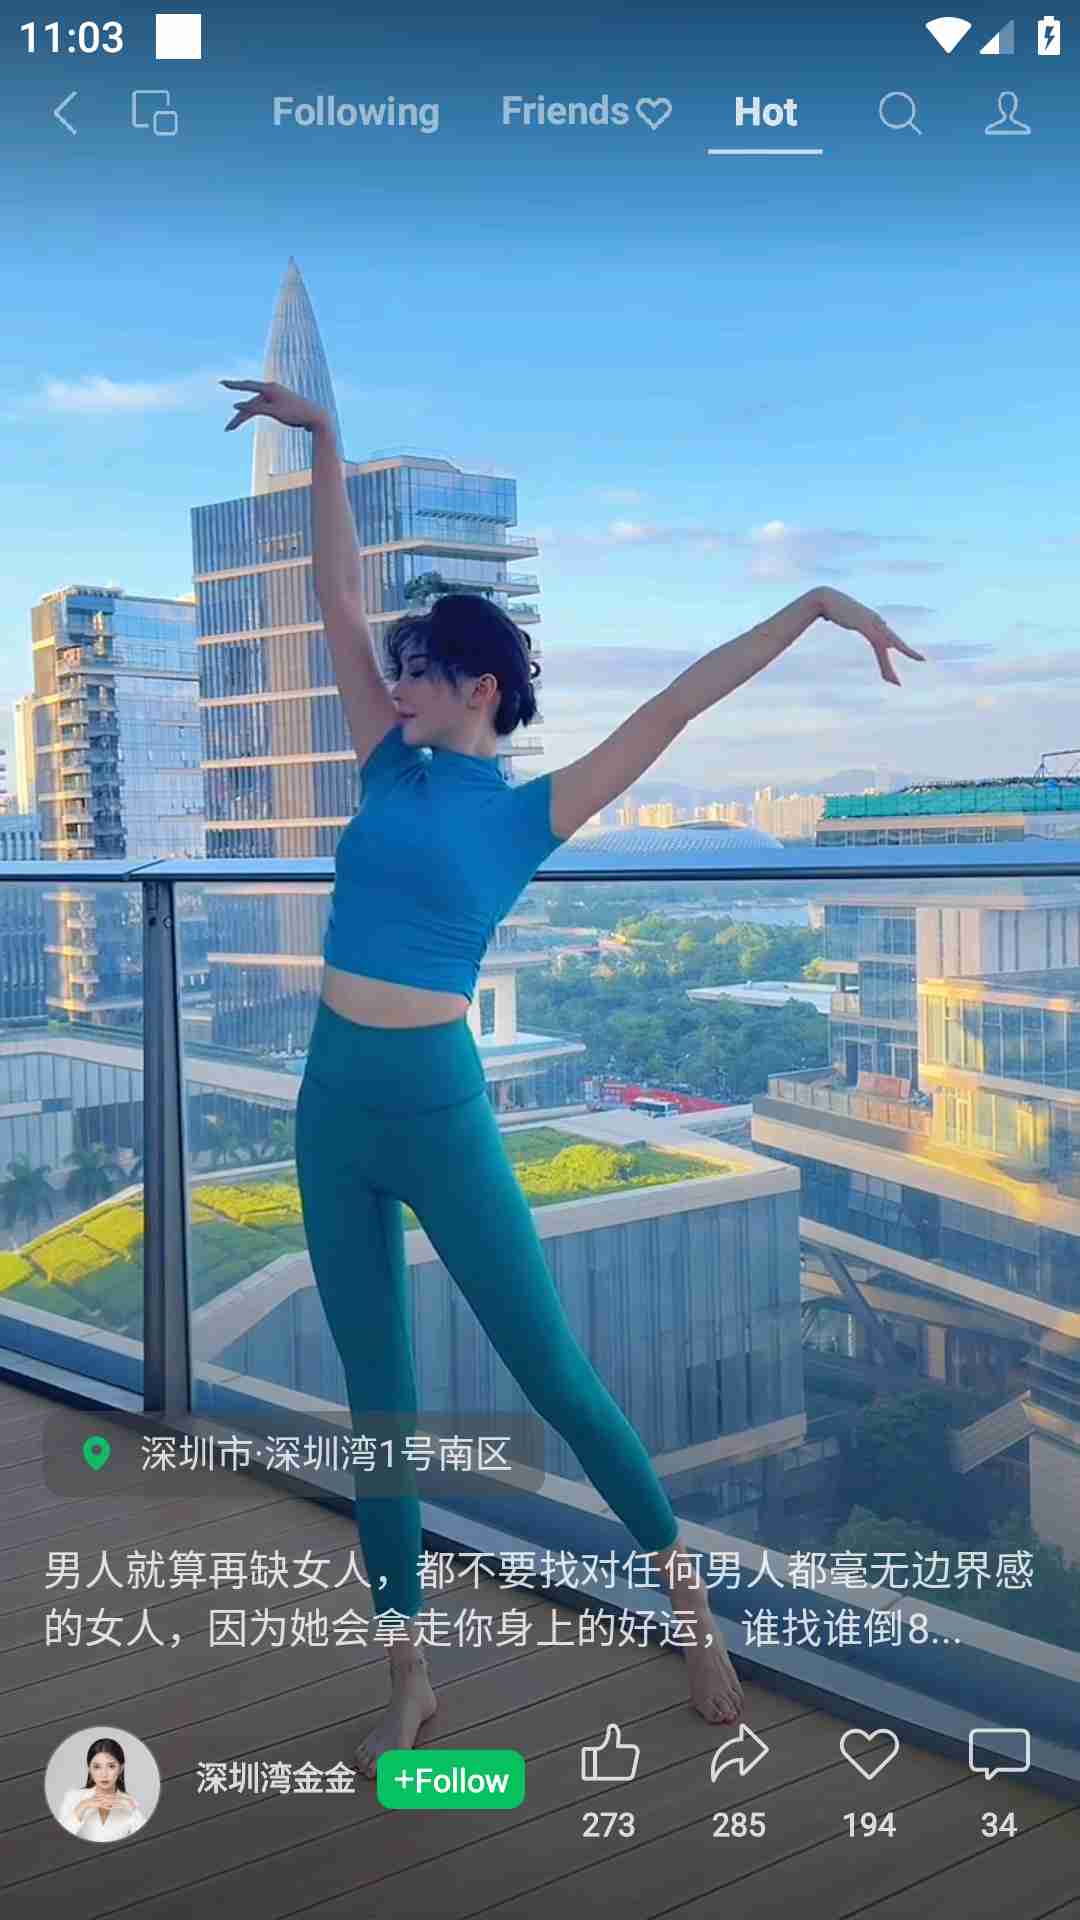 11:03
Following Friends Hot
深圳市·深圳湾1号南区
男人就算再缺女人，都不要找对任何男人都毫无边界感
的女人，因为她会拿走你身上的好运，谁找谁倒8...
深圳湾金金 +Follow
273 285 194 34